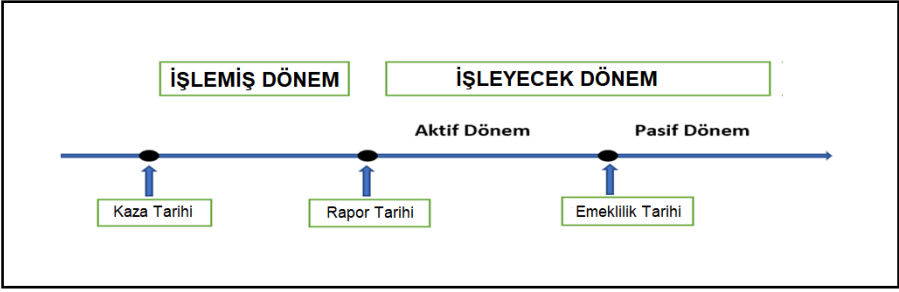 İŞLEMİŞ DÖNEM
İŞLEYECEK DÖNEM
Aktif Dönem
Pasif Dönem
Kaza Tarihi
Rapor Tarihi
Emeklilik Tarihi